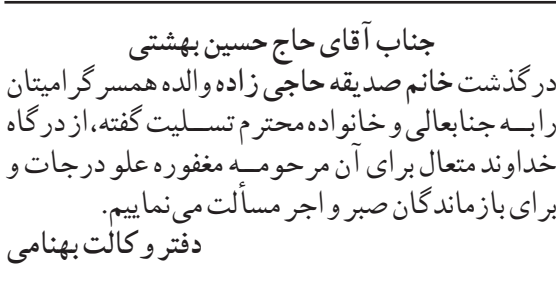 جناب آقای حاج حسین بهشتی
درگذشت خانم صدیقه حاجی زاده والده همسر گرامیتان
را بـه جنابعالی و خانواده محترم تسـلیت گفته، از درگاه
خداوند متعال برای آن مرحومـه مغفوره علو درجات و
برای بازماندگان صبر و اجر مسألت می‌نماییم.
دفتر وکالت بهنامی